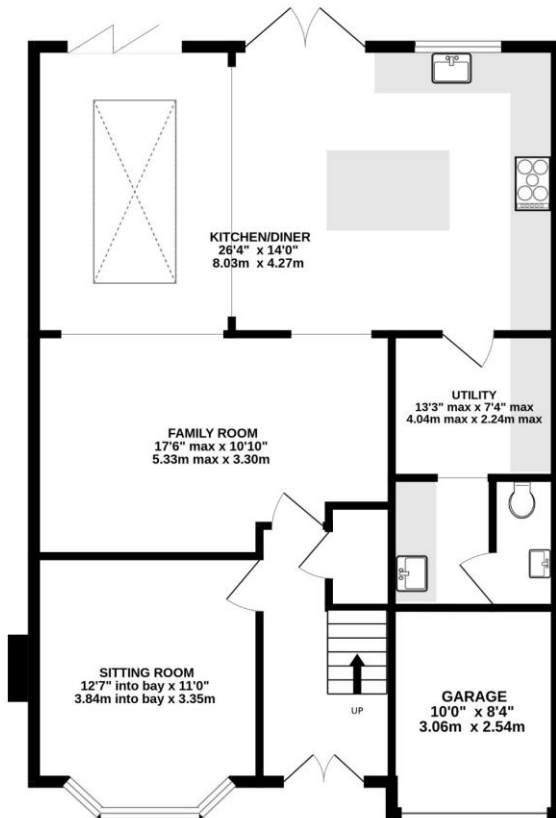 KITCHEN/DINER
26'4" x 14'0"
8.03m x 4.27m
UTILITY
13'3" max x 7'4" max
4.04m max x 2.24m max
FAMILY ROOM
17'6" max x 10'10"
5.33m max x 3.30m
SITTING ROOM
12'7" into bay x 11'0"
3.84m into bay x 3.35m
UP
GARAGE
10'0" x 8'4"
3.06m x 2.54m